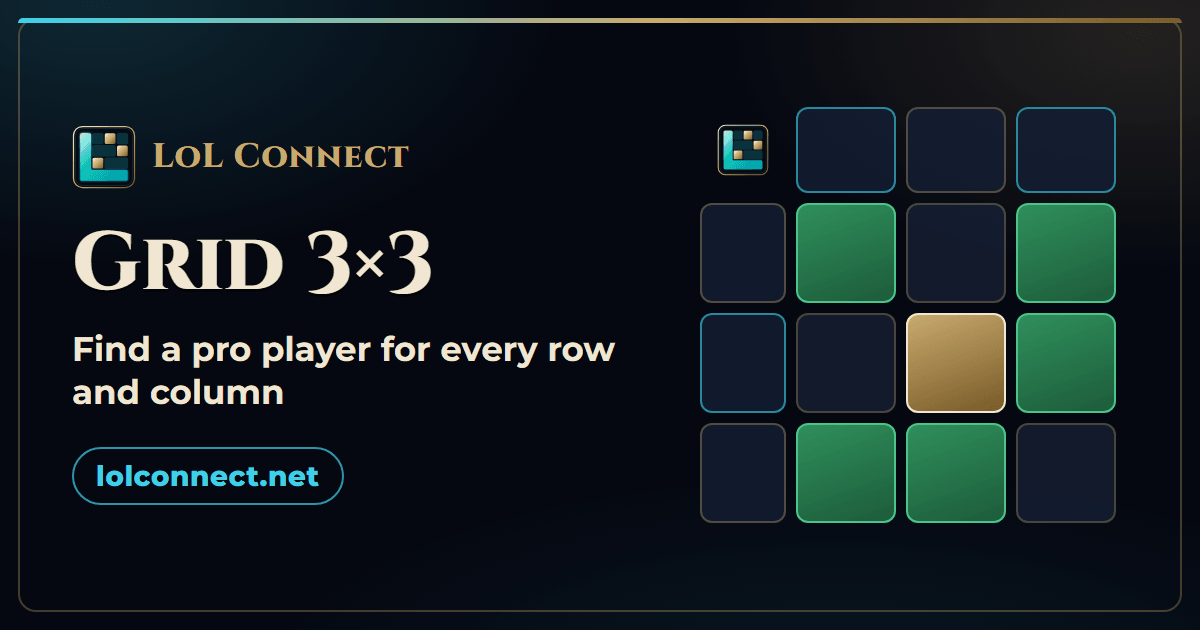 LoL Connect
Grid 3×3
Find a pro player for every row
and column
lolconnect.net